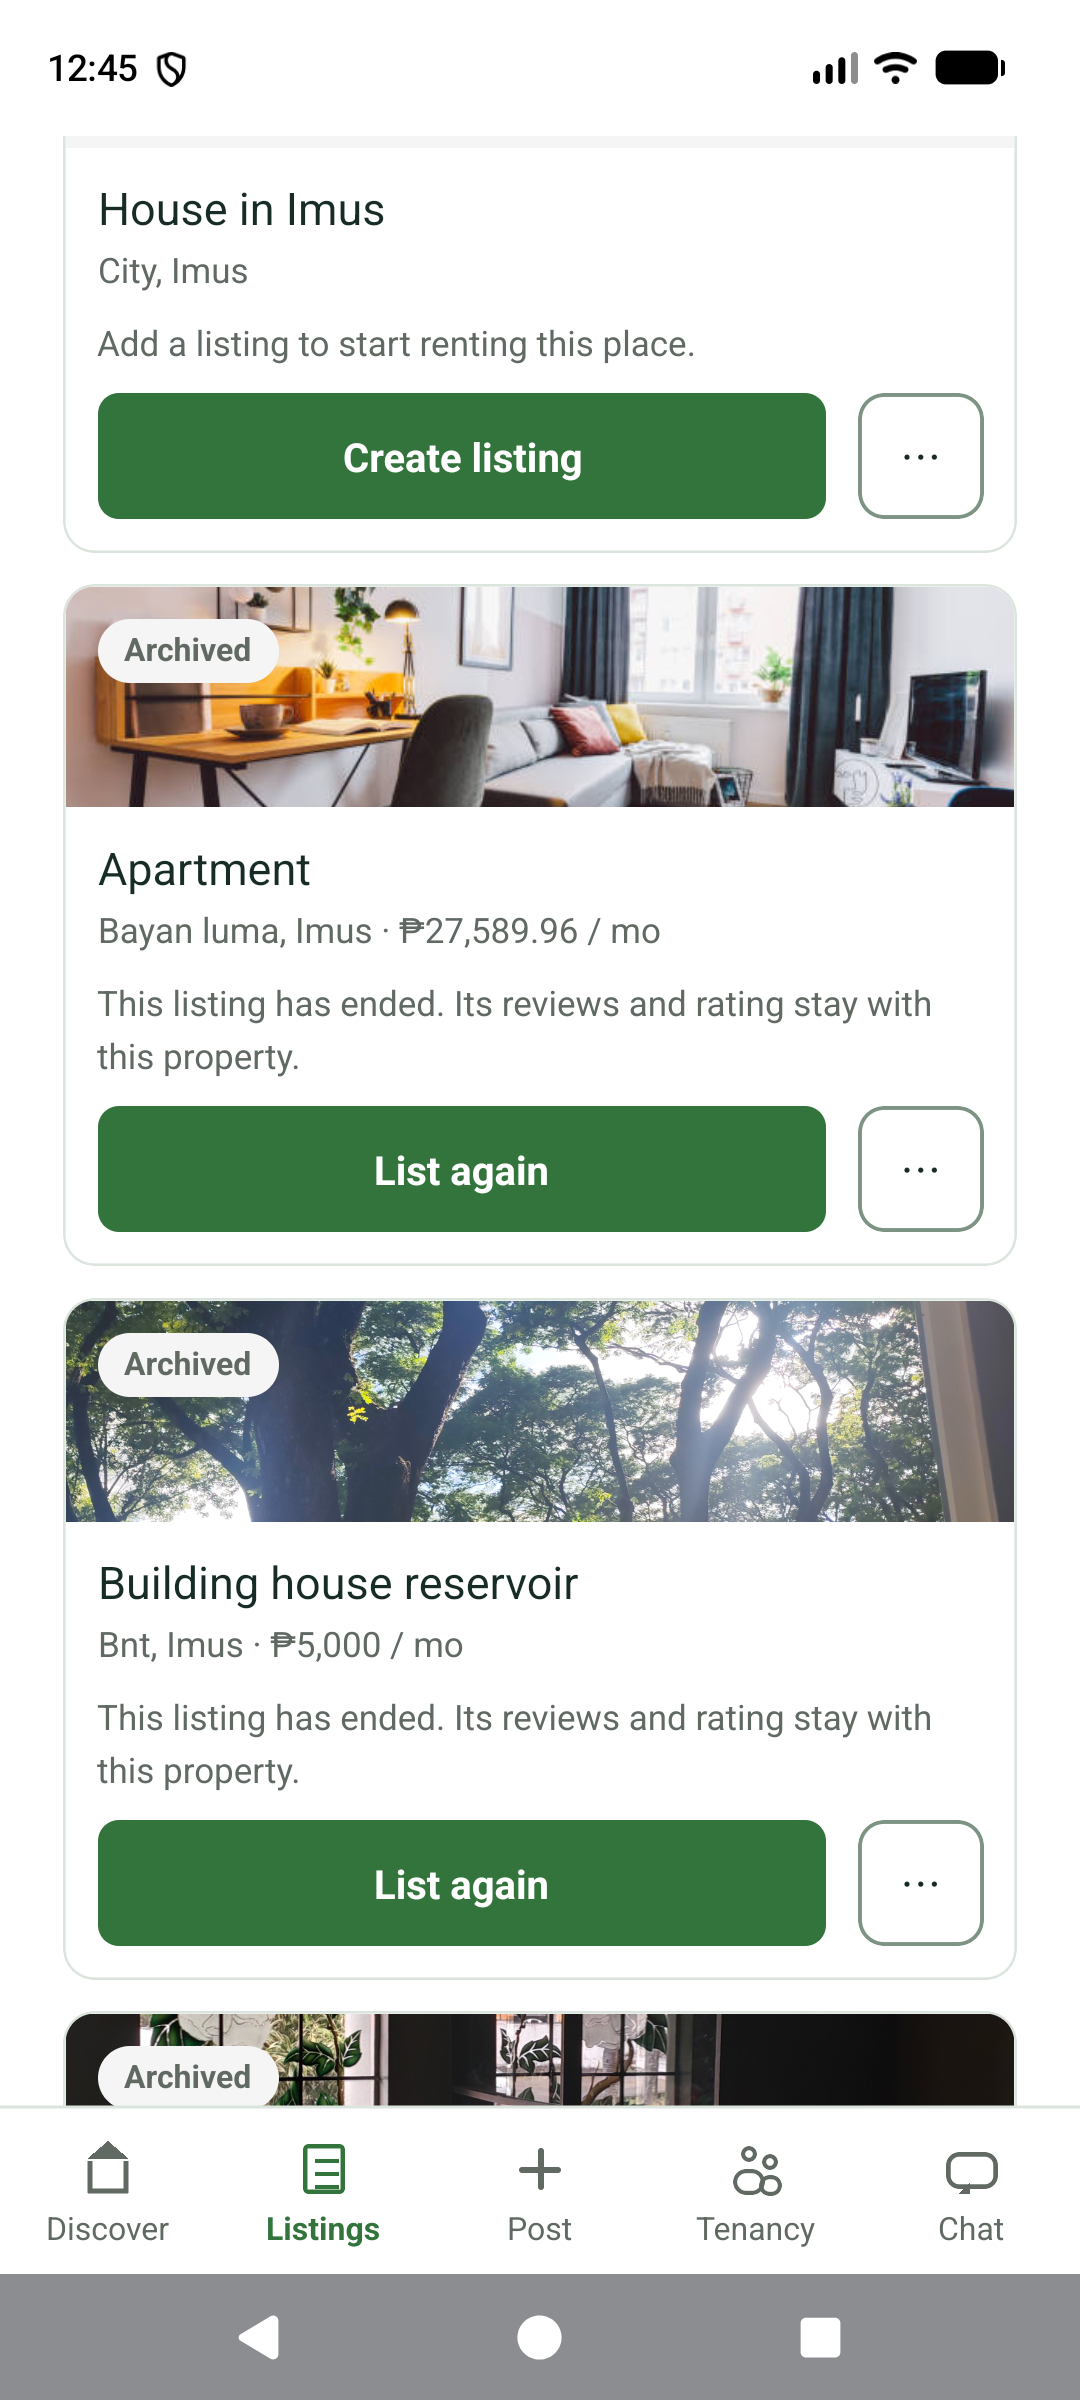 12:45
House in Imus
City, Imus
Add a listing to start renting this place.
Create listing
...
Archived
Apartment
Bayan luma, Imus · ₱27,589.96 / mo
This listing has ended. Its reviews and rating stay with
this property.
List again
...
Archived
Building house reservoir
Bnt, Imus · ₱5,000 / mo
This listing has ended. Its reviews and rating stay with
this property.
List again
...
Archived
Discover
Listings
Post
Tenancy
Chat